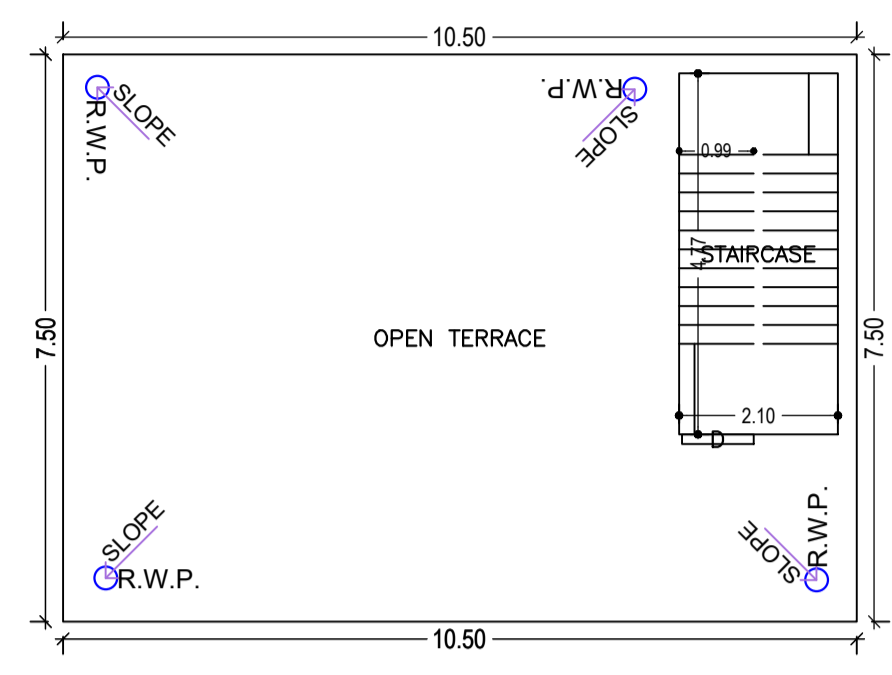 10.50
SLOPE
R.W.P.
R.W.P.
SLOPE
0.99
4.77
STAIRCASE
7.50
7.50
OPEN TERRACE
2.10
D
SLOPE
R.W.P.
SLOPE
R.W.P.
10.50